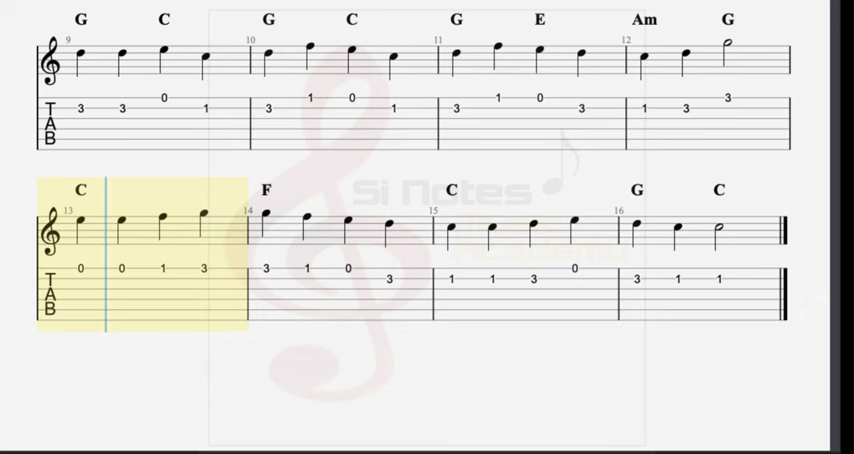 G C G C G E Am G
9 10 11 12
3 3 0 1 3 1 0 1 3 1 0 3 1 3 3
T
A
B
C F C G C
Si Notes
13 14 15 16
Academy
0 0 1 3 3 1 0 3 1 1 3 0 3 1 1
T
A
B